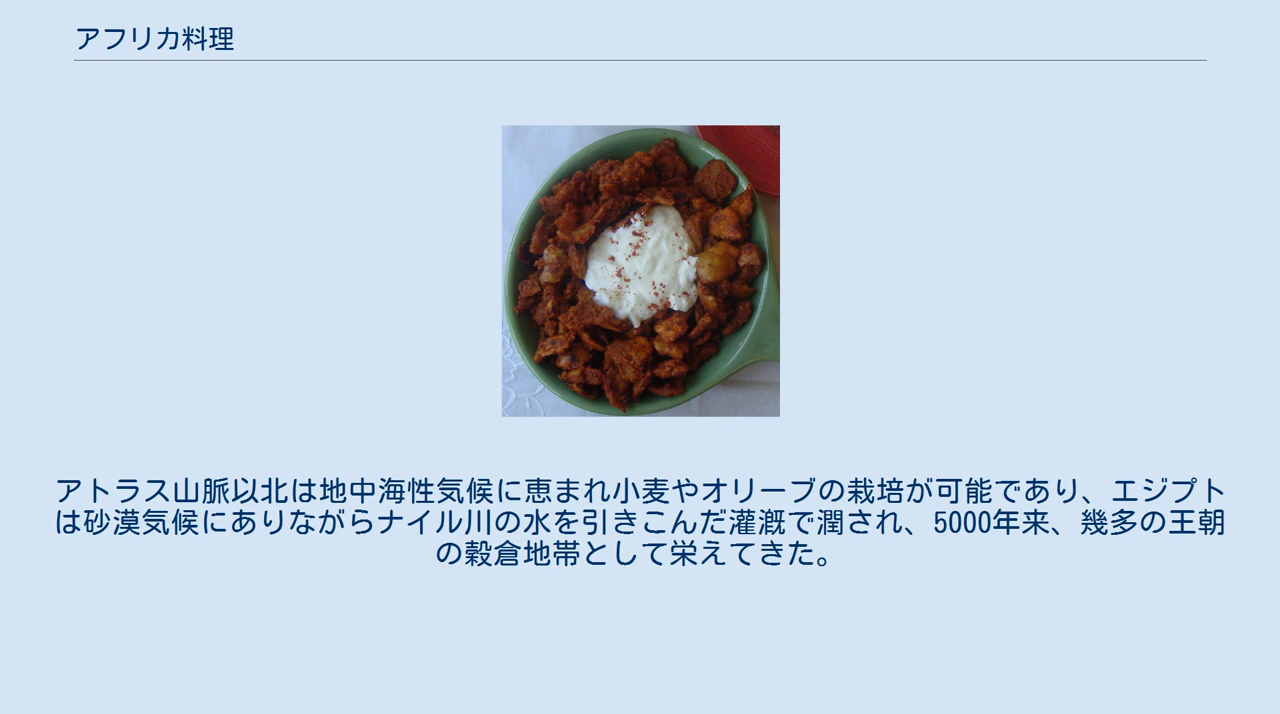 アフリカ料理
アトラス山脈以北は地中海性気候に恵まれ小麦やオリーブの栽培が可能であり、エジプト
は砂漠気候にありながらナイル川の水を引きこんだ灌漑で潤され、5000年来、幾多の王朝
の穀倉地帯として栄えてきた。